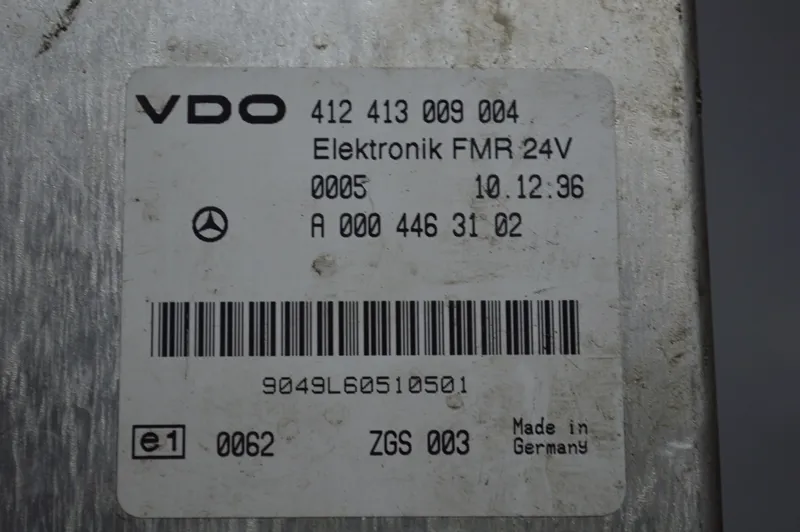 VDO 412 413 009 004
Elektronik FMR 24V
0005 10.12.96
A 000 446 31 02
9049L60510501
e1 0062 ZGS 003 Made in Germany